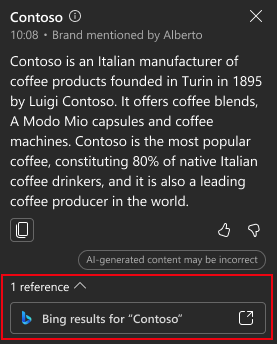 Contoso
10:08 • Brand mentioned by Alberto
Contoso is an Italian manufacturer of
coffee products founded in Turin in 1895
by Luigi Contoso. It offers coffee blends,
A Modo Mio capsules and coffee
machines. Contoso is the most popular
coffee, constituting 80% of native Italian
coffee drinkers, and it is also a leading
coffee producer in the world.
AI-generated content may be incorrect
1 reference
Bing results for “Contoso”